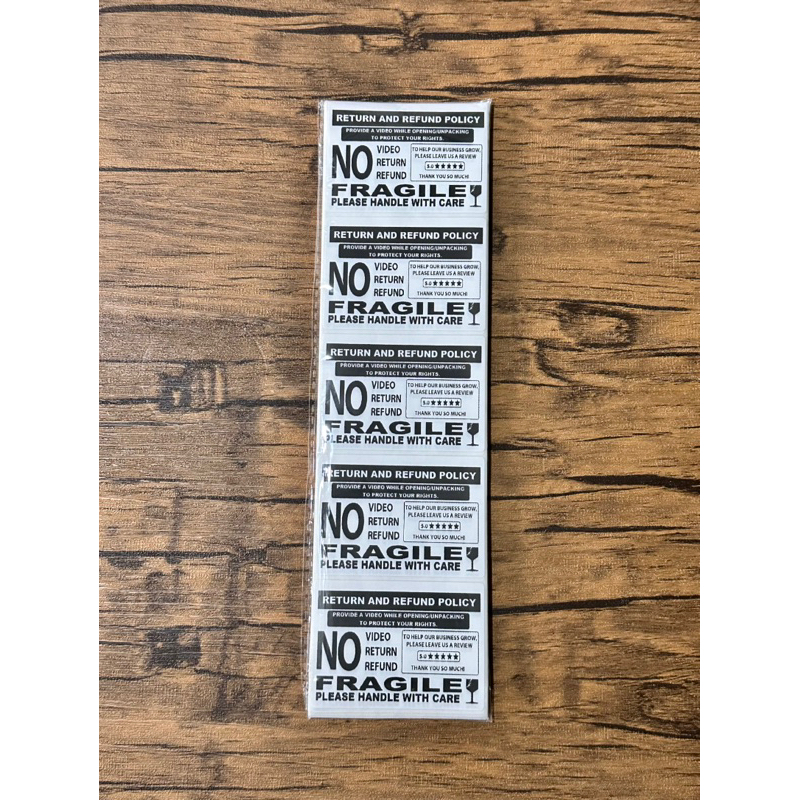 RETURN AND REFUND POLICY
PROVIDE A VIDEO WHILE OPENING/UNPACKING
TO PROTECT YOUR RIGHTS.
NO VIDEO
RETURN
REFUND
TO HELP OUR BUSINESS GROW,
PLEASE LEAVE US A REVIEW
5.0 ★★★★★
THANK YOU SO MUCH!
FRAGILE
PLEASE HANDLE WITH CARE
RETURN AND REFUND POLICY
PROVIDE A VIDEO WHILE OPENING/UNPACKING
TO PROTECT YOUR RIGHTS.
NO VIDEO
RETURN
REFUND
TO HELP OUR BUSINESS GROW,
PLEASE LEAVE US A REVIEW
5.0 ★★★★★
THANK YOU SO MUCH!
FRAGILE
PLEASE HANDLE WITH CARE
RETURN AND REFUND POLICY
PROVIDE A VIDEO WHILE OPENING/UNPACKING
TO PROTECT YOUR RIGHTS.
NO VIDEO
RETURN
REFUND
TO HELP OUR BUSINESS GROW,
PLEASE LEAVE US A REVIEW
5.0 ★★★★★
THANK YOU SO MUCH!
FRAGILE
PLEASE HANDLE WITH CARE
RETURN AND REFUND POLICY
PROVIDE A VIDEO WHILE OPENING/UNPACKING
TO PROTECT YOUR RIGHTS.
NO VIDEO
RETURN
REFUND
TO HELP OUR BUSINESS GROW,
PLEASE LEAVE US A REVIEW
5.0 ★★★★★
THANK YOU SO MUCH!
FRAGILE
PLEASE HANDLE WITH CARE
RETURN AND REFUND POLICY
PROVIDE A VIDEO WHILE OPENING/UNPACKING
TO PROTECT YOUR RIGHTS.
NO VIDEO
RETURN
REFUND
TO HELP OUR BUSINESS GROW,
PLEASE LEAVE US A REVIEW
5.0 ★★★★★
THANK YOU SO MUCH!
FRAGILE
PLEASE HANDLE WITH CARE